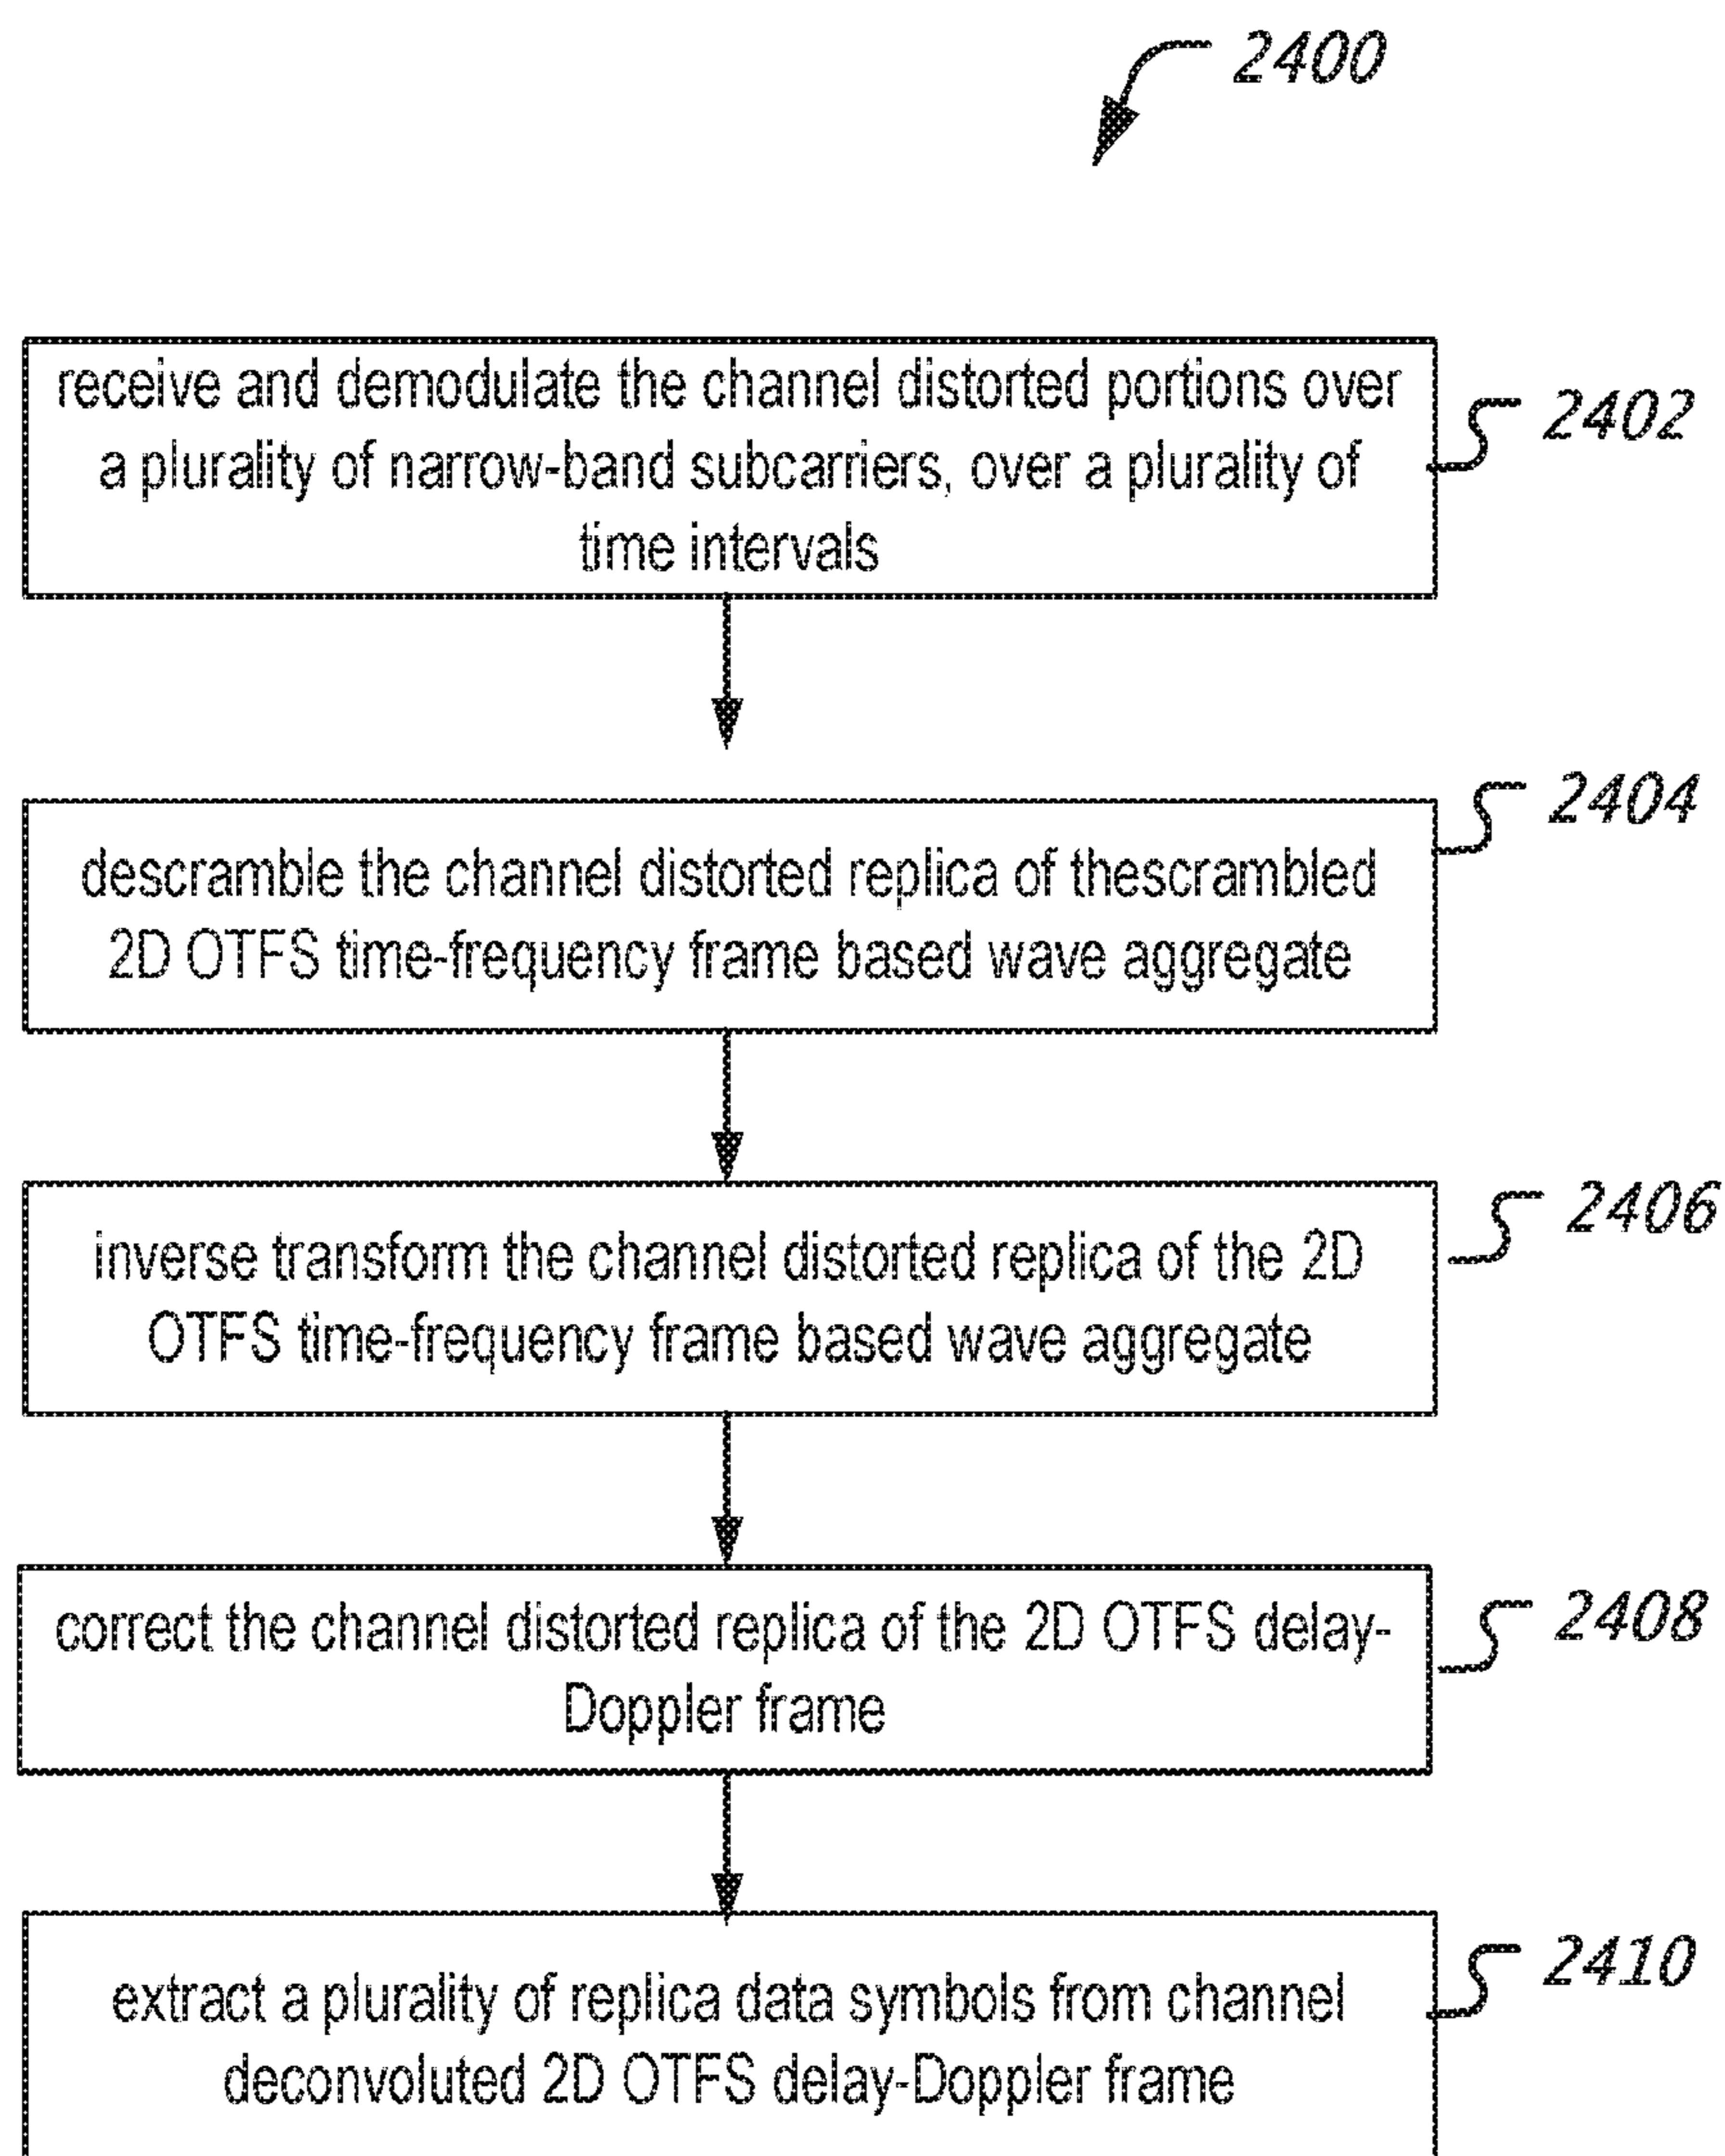 2400
receive and demodulate the channel distorted portions over
a plurality of narrow-band subcarriers, over a plurality of
time intervals
2402
descramble the channel distorted replica of thescrambled
2D OTFS time-frequency frame based wave aggregate
2404
inverse transform the channel distorted replica of the 2D
OTFS time-frequency frame based wave aggregate
2406
correct the channel distorted replica of the 2D OTFS delay-
Doppler frame
2408
extract a plurality of replica data symbols from channel
deconvoluted 2D OTFS delay-Doppler frame
2410